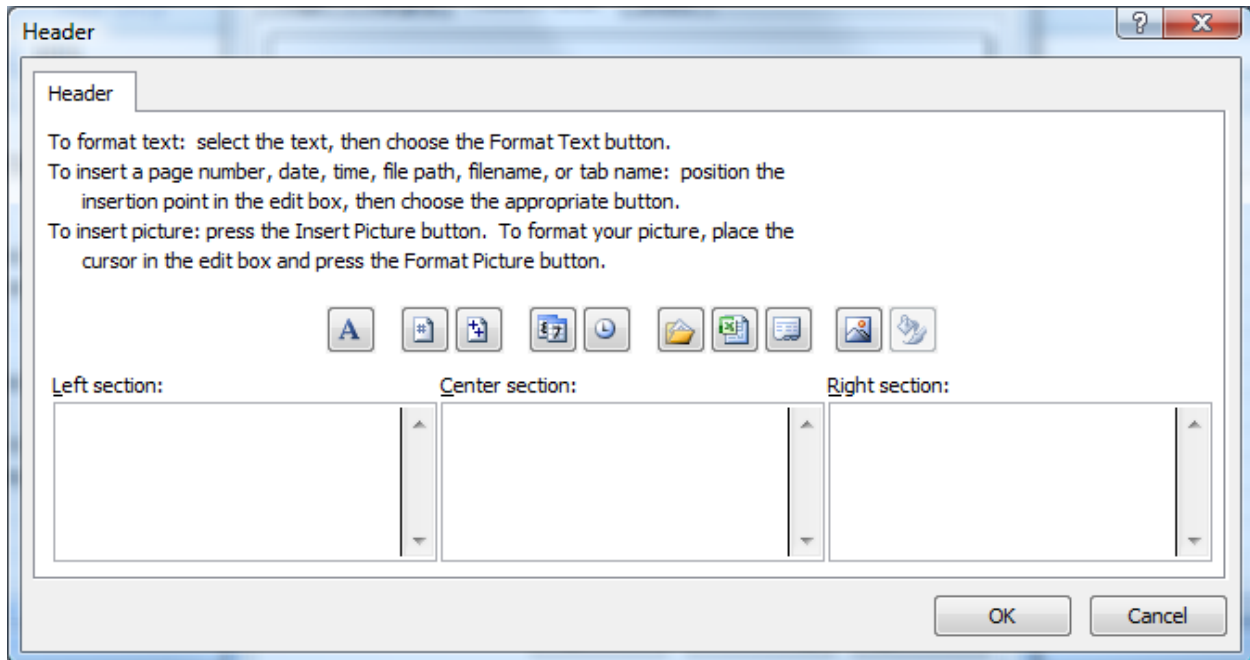 Header
Header
To format text:  select the text, then choose the Format Text button.
To insert a page number, date, time, file path, filename, or tab name:  position the
insertion point in the edit box, then choose the appropriate button.
To insert picture: press the Insert Picture button.  To format your picture, place the
cursor in the edit box and press the Format Picture button.
A
#
8 7
Left section:
Center section:
Right section:
OK
Cancel